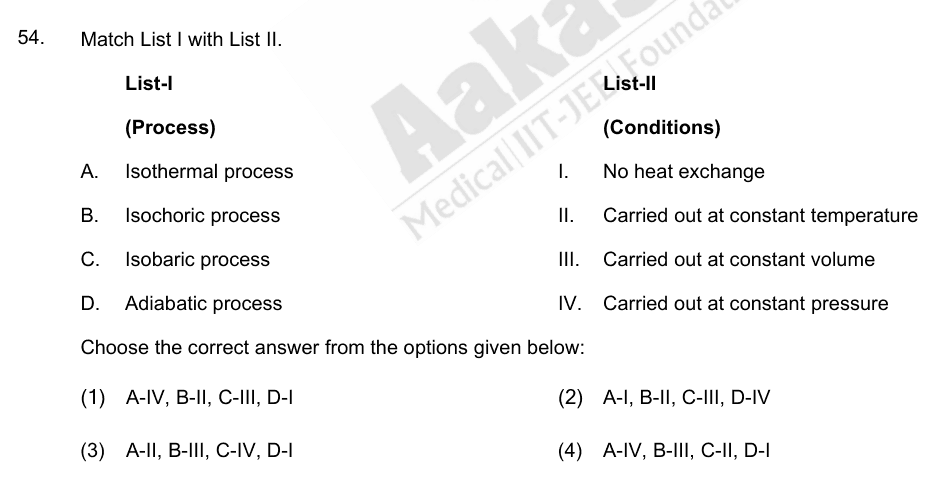 54. Match List I with List II.
List-I List-II
(Process) (Conditions)
A. Isothermal process I. No heat exchange
B. Isochoric process II. Carried out at constant temperature
C. Isobaric process III. Carried out at constant volume
D. Adiabatic process IV. Carried out at constant pressure
Choose the correct answer from the options given below:
(1) A-IV, B-II, C-III, D-I (2) A-I, B-II, C-III, D-IV
(3) A-II, B-III, C-IV, D-I (4) A-IV, B-III, C-II, D-I
Medical|IIT-JEE|